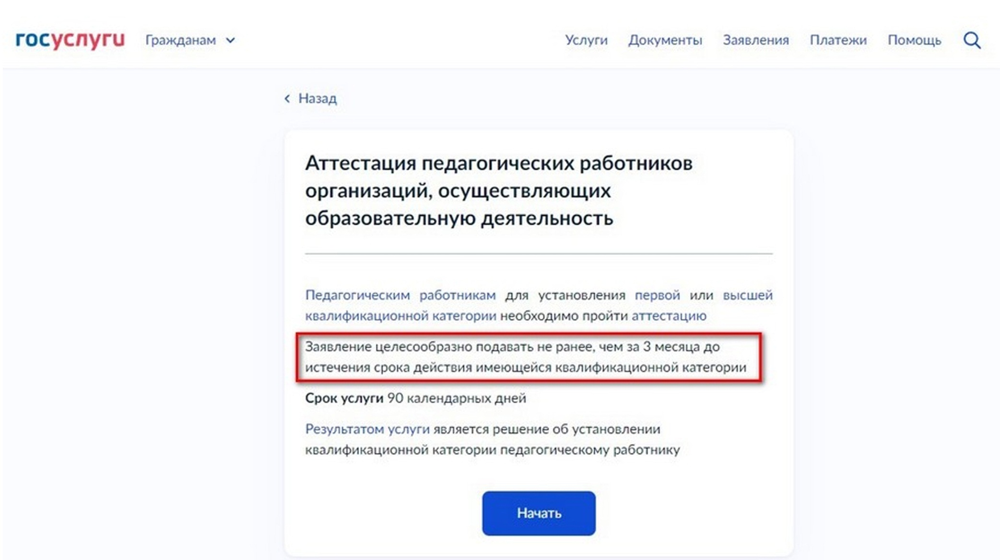 госуслуги Гражданам Услуги Документы Заявления Платежи Помощь
Назад
Аттестация педагогических работников
организаций, осуществляющих
образовательную деятельность
Педагогическим работникам для установления первой или высшей
квалификационной категории необходимо пройти аттестацию
Заявление целесообразно подавать не ранее, чем за 3 месяца до
истечения срока действия имеющейся квалификационной категории
Срок услуги 90 календарных дней
Результатом услуги является решение об установлении
квалификационной категории педагогическому работнику
Начать